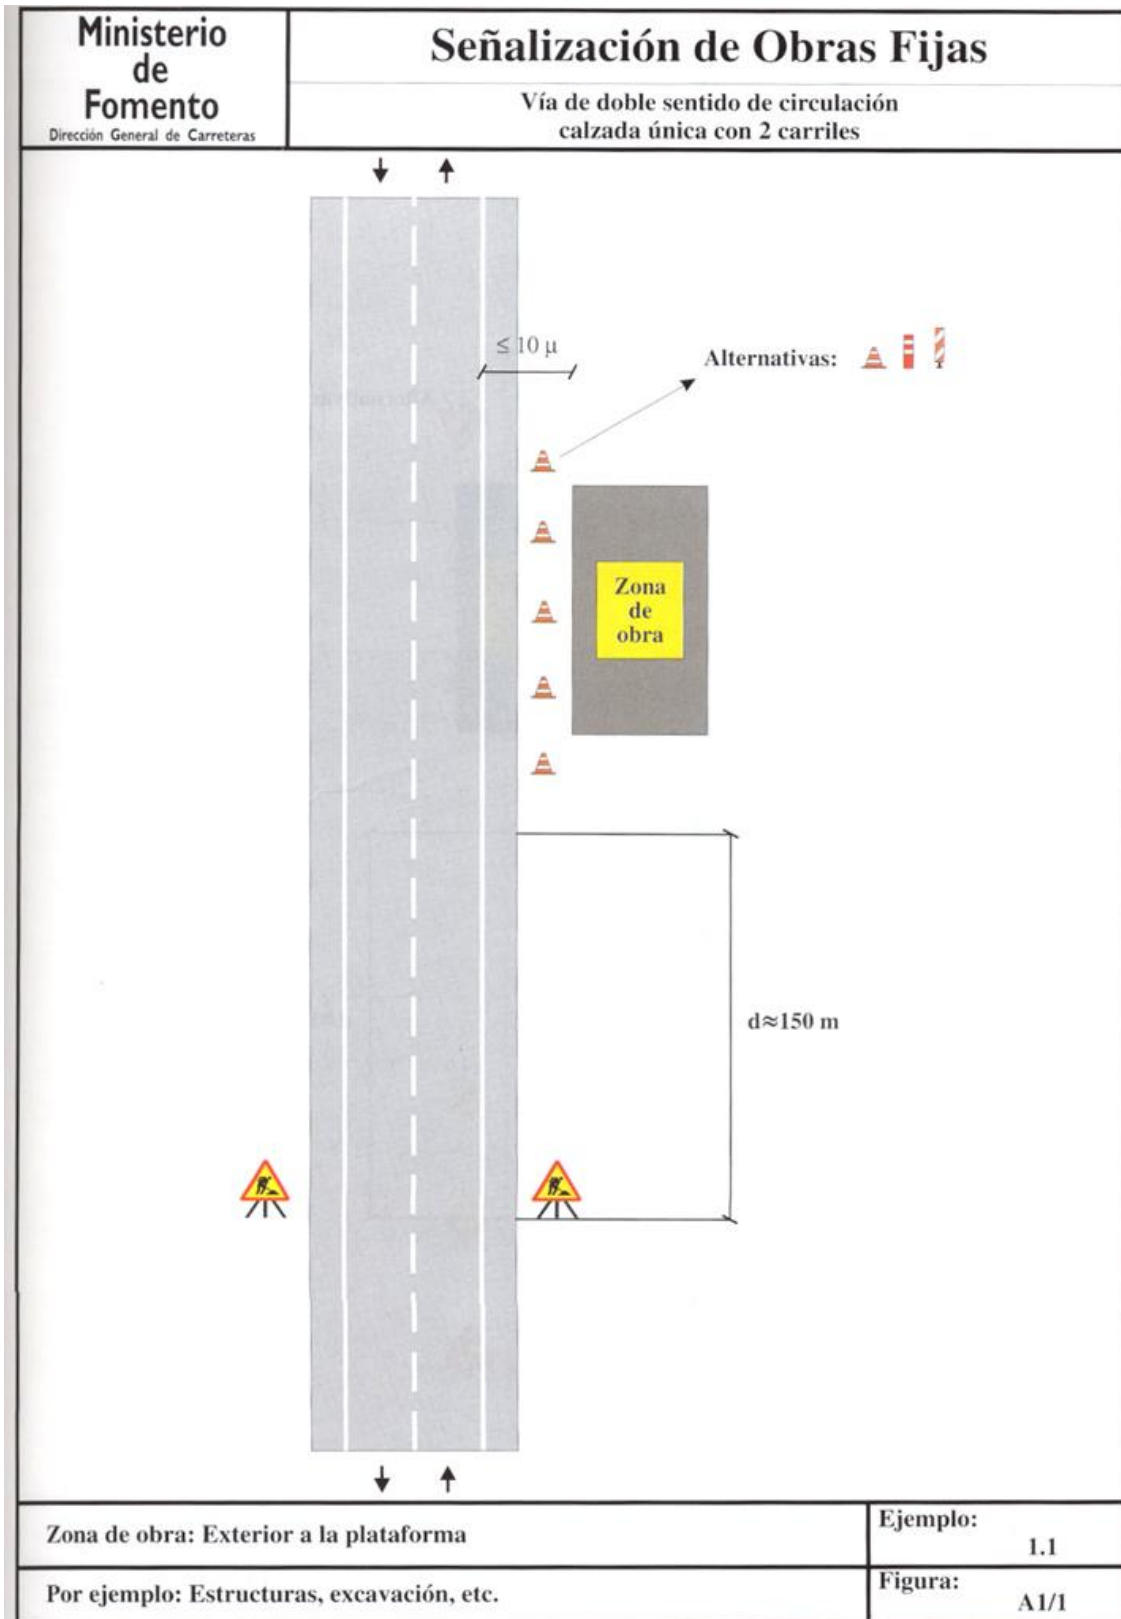 Ministerio
de
Fomento
Dirección General de Carreteras
Señalización de Obras Fijas
Vía de doble sentido de circulación
calzada única con 2 carriles
≤ 10 µ
Alternativas:
Zona
de
obra
d≈150 m
Zona de obra: Exterior a la plataforma
Ejemplo:
1.1
Por ejemplo: Estructuras, excavación, etc.
Figura:
A1/1